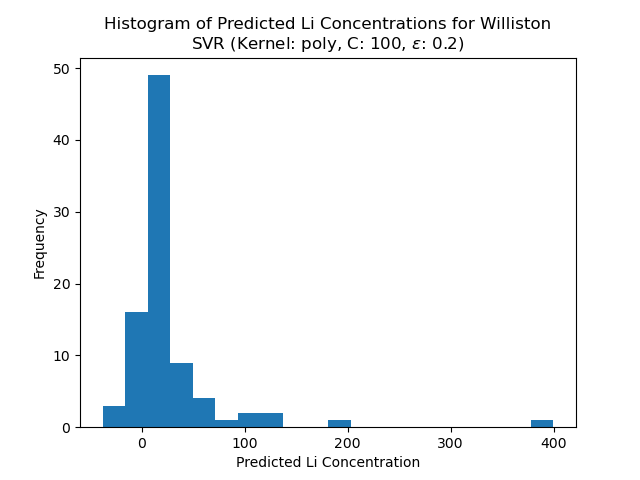 Histogram of Predicted Li Concentrations for Williston
SVR (Kernel: poly, C: 100, ε: 0.2)
50
40
30
20
10
0
Frequency
0 100 200 300 400
Predicted Li Concentration